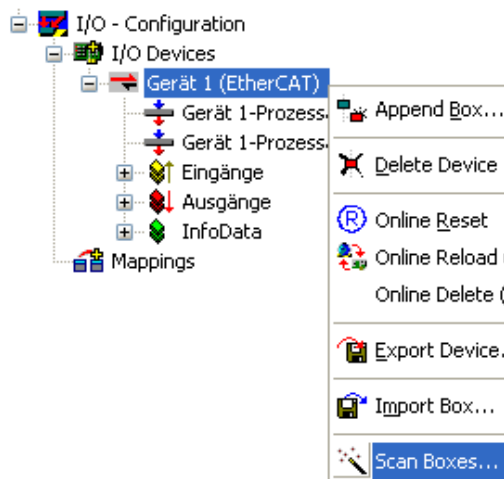 I/O - Configuration
I/O Devices
Gerät 1 (EtherCAT)
Gerät 1-Prozess
Gerät 1-Prozess
Eingänge
Ausgänge
InfoData
Mappings
Append Box...
Delete Device
Online Reset
Online Reload
Online Delete (
Export Device.
Import Box...
Scan Boxes...